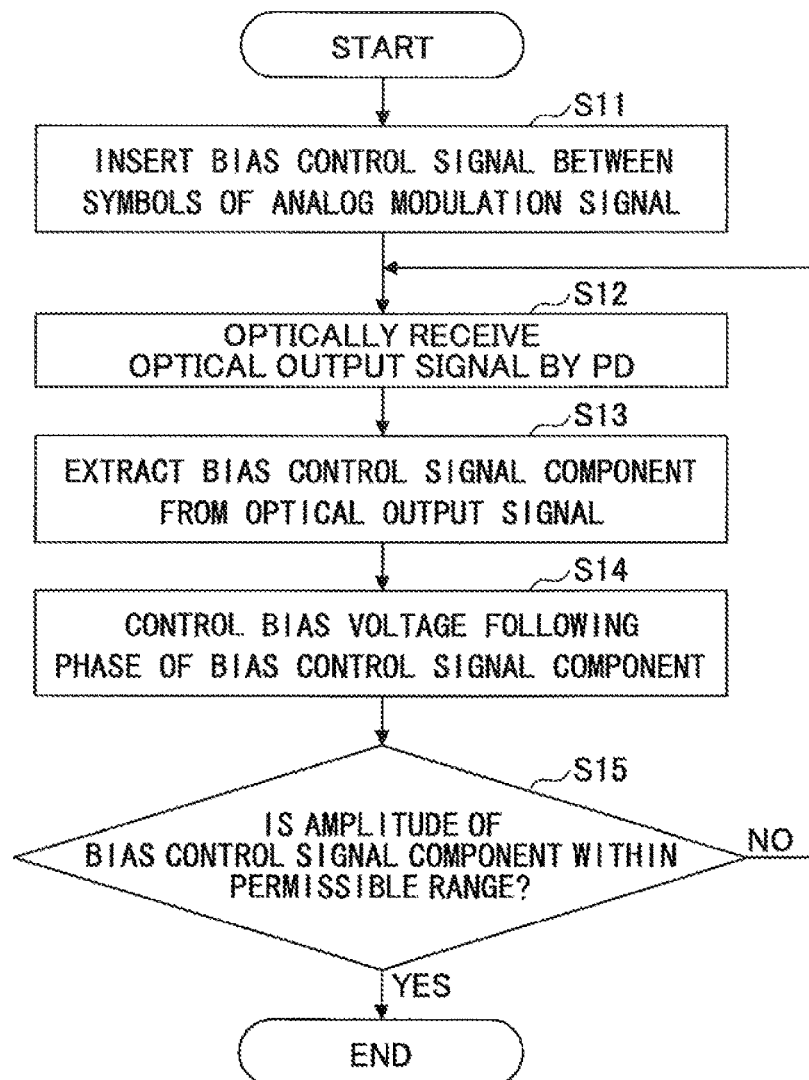 START
S11
INSERT BIAS CONTROL SIGNAL BETWEEN
SYMBOLS OF ANALOG MODULATION SIGNAL
S12
OPTICALLY RECEIVE
OPTICAL OUTPUT SIGNAL BY PD
S13
EXTRACT BIAS CONTROL SIGNAL COMPONENT
FROM OPTICAL OUTPUT SIGNAL
S14
CONTROL BIAS VOLTAGE FOLLOWING
PHASE OF BIAS CONTROL SIGNAL COMPONENT
S15
IS AMPLITUDE OF
BIAS CONTROL SIGNAL COMPONENT WITHIN
PERMISSIBLE RANGE?
NO
YES
END